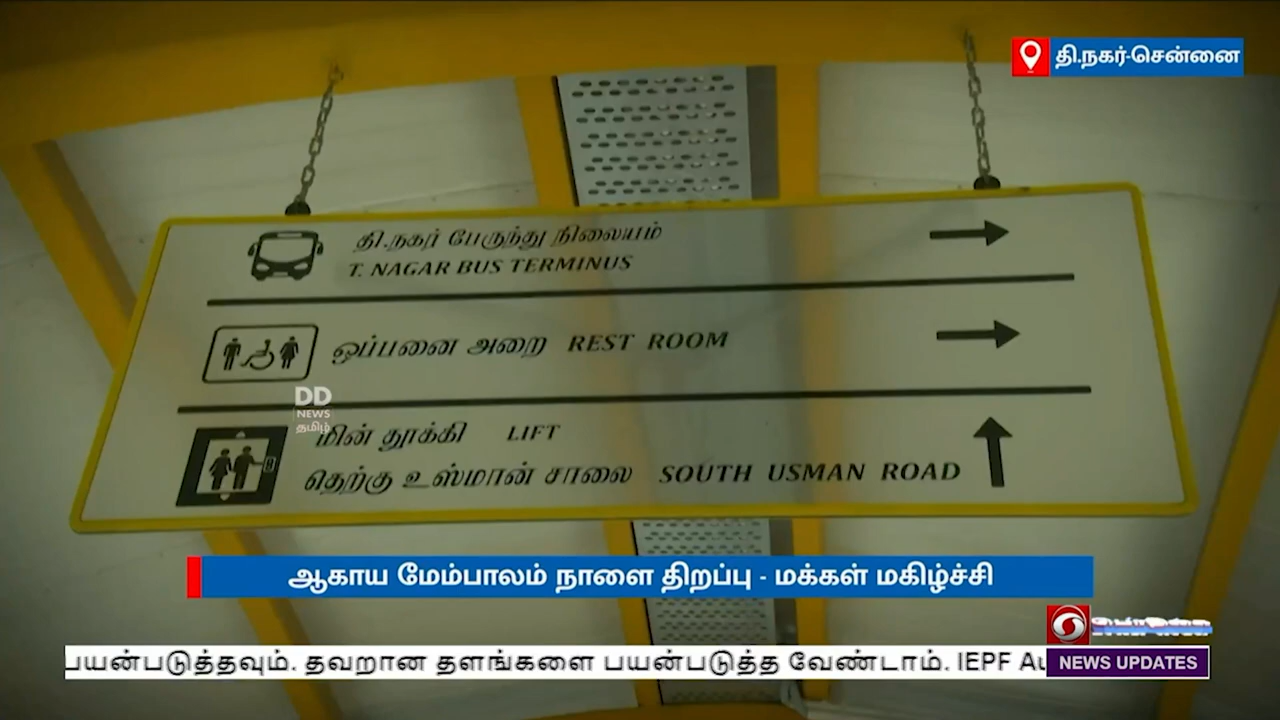 தி.நகர்-சென்னை
தி.நகர் பேருந்து நிலையம்
T. NAGAR BUS TERMINUS
ஒப்பனை அறை REST ROOM
DD
NEWS
தமிழ்
மின் தூக்கி LIFT
தெற்கு உஸ்மான் சாலை SOUTH USMAN ROAD
ஆகாய மேம்பாலம் நாளை திறப்பு - மக்கள் மகிழ்ச்சி
பயன்படுத்தவும். தவறான தளங்களை பயன்படுத்த வேண்டாம். IEPF
NEWS UPDATES